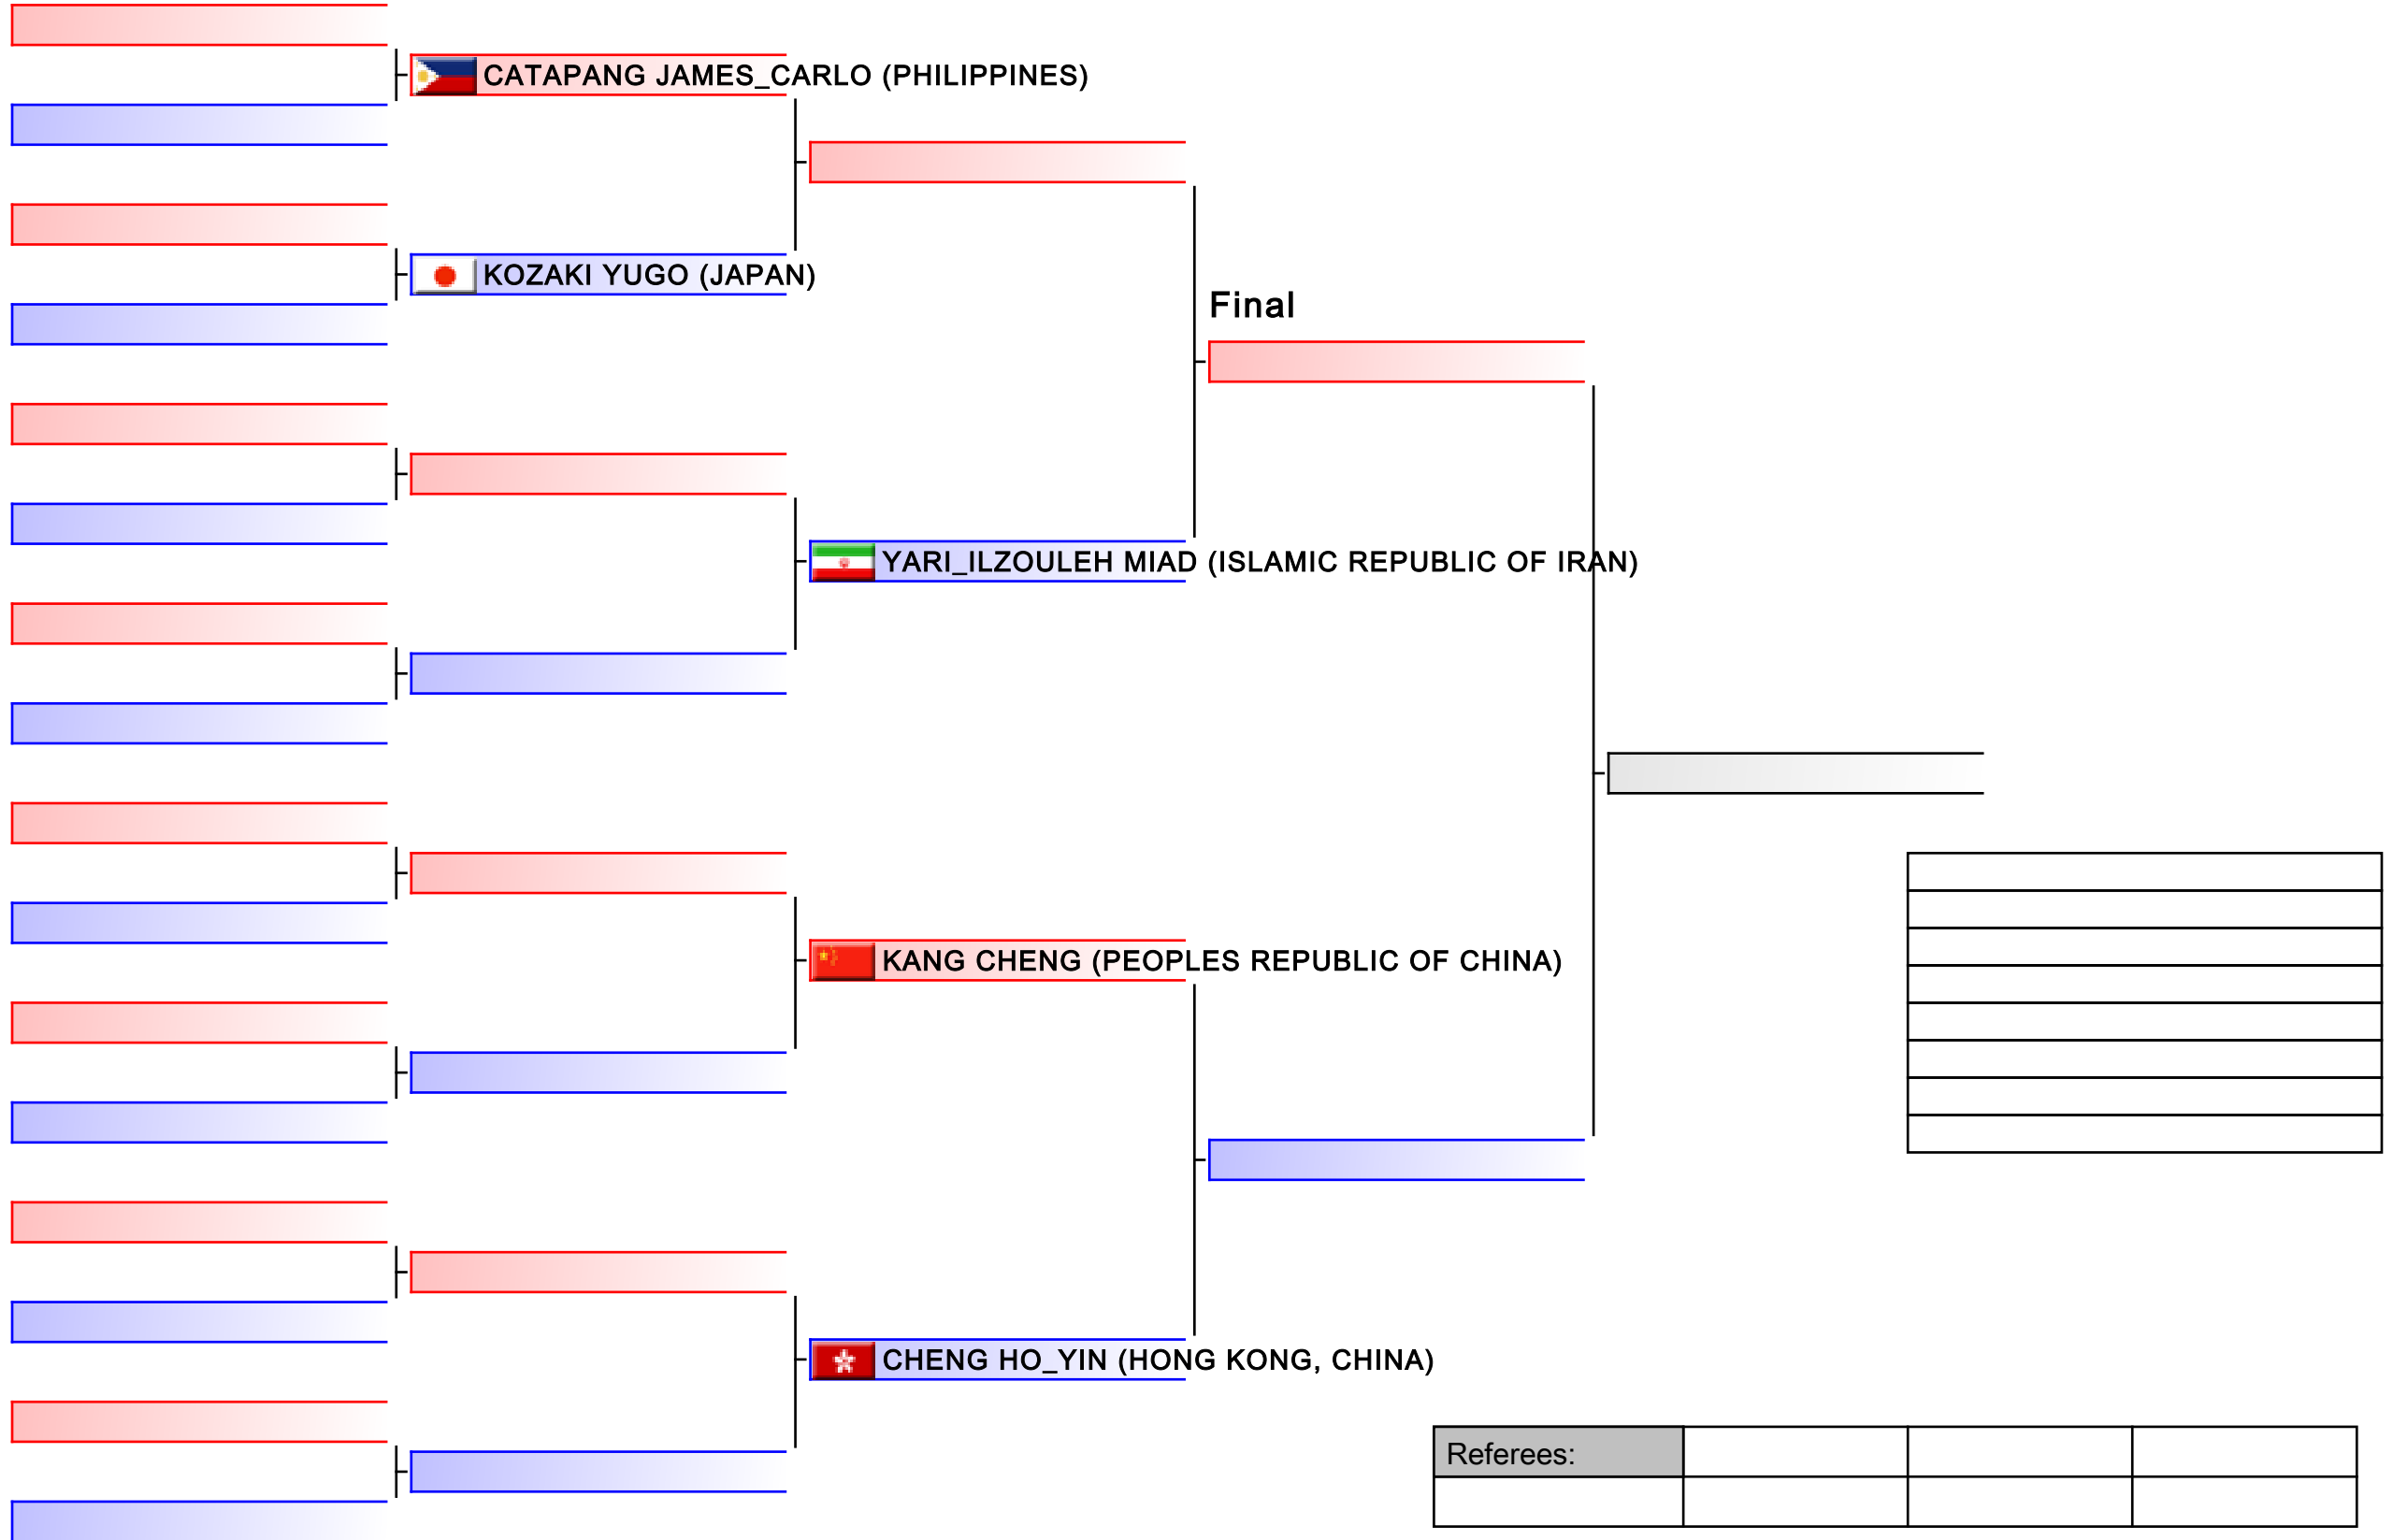 CATAPANG JAMES_CARLO (PHILIPPINES)
KOZAKI YUGO (JAPAN)
Final
YARI_ILZOULEH MIAD (ISLAMIC REPUBLIC OF IRAN)
KANG CHENG (PEOPLES REPUBLIC OF CHINA)
CHENG HO_YIN (HONG KONG, CHINA)
Referees: